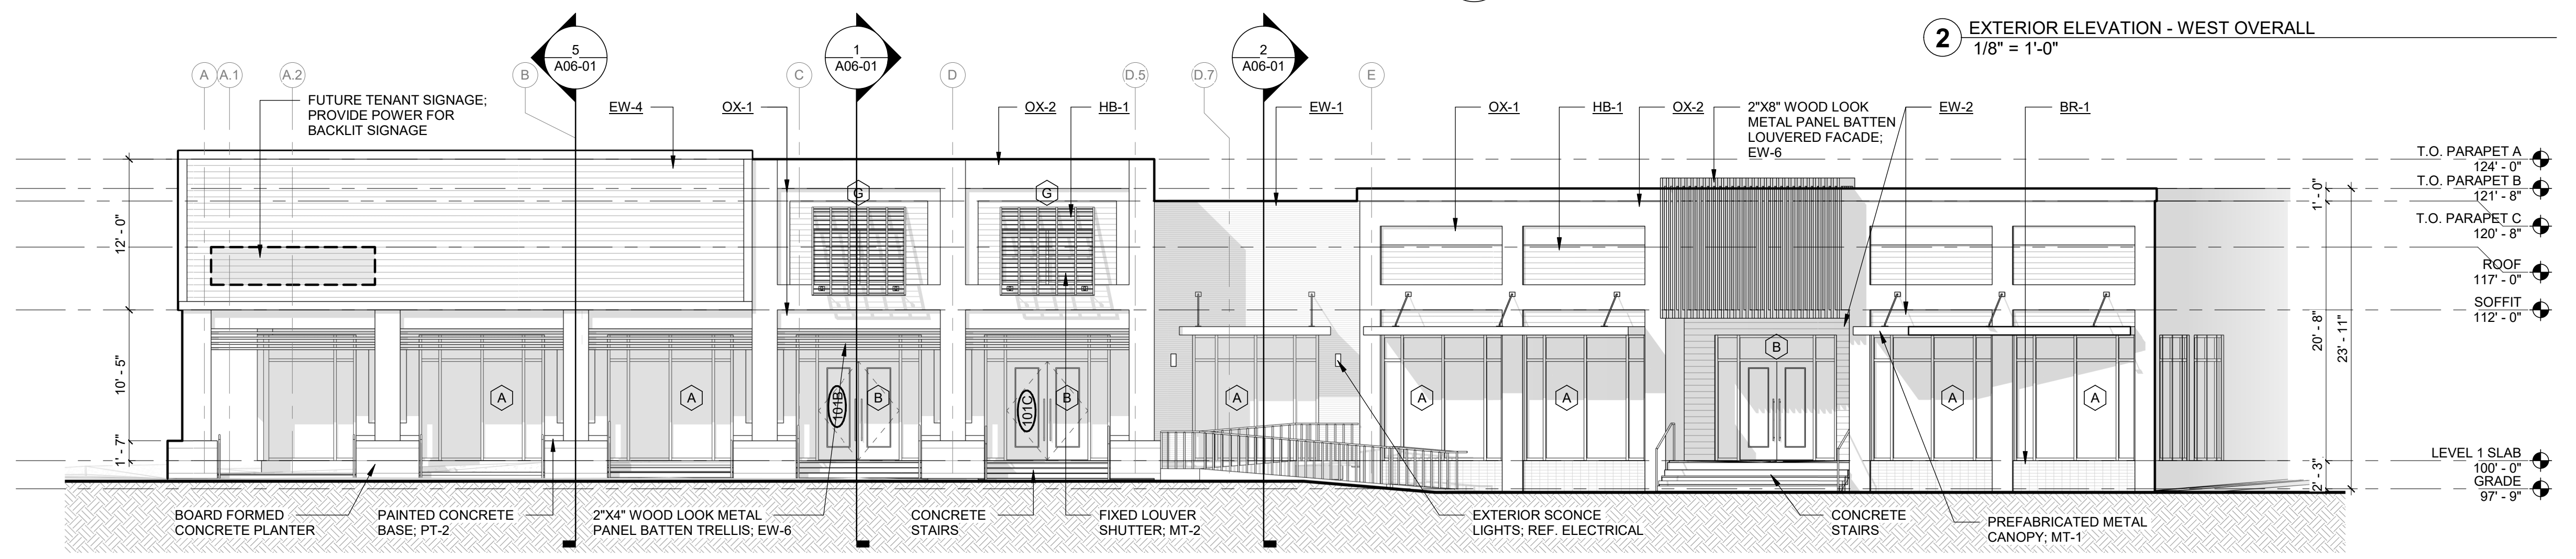 2
EXTERIOR ELEVATION - WEST OVERALL
1/8" = 1'-0"
5
A06-01
1
A06-01
2
A06-01
A
A.1
A.2
B
C
D
D.5
D.7
E
FUTURE TENANT SIGNAGE;
PROVIDE POWER FOR
BACKLIT SIGNAGE
EW-4
OX-1
OX-2
HB-1
EW-1
OX-1
HB-1
OX-2
2"X8" WOOD LOOK
METAL PANEL BATTEN
LOUVERED FACADE;
EW-6
EW-2
BR-1
T.O. PARAPET A
124' - 0"
T.O. PARAPET B
121' - 8"
T.O. PARAPET C
120' - 8"
ROOF
117' - 0"
SOFFIT
112' - 0"
LEVEL 1 SLAB
100' - 0"
GRADE
97' - 9"
12' - 0"
10' - 5"
1' - 7"
1' - 0"
20' - 8"
23' - 11"
2' - 3"
G
G
A
A
101B
B
101C
B
A
A
A
B
A
A
BOARD FORMED
CONCRETE PLANTER
PAINTED CONCRETE
BASE; PT-2
2"X4" WOOD LOOK METAL
PANEL BATTEN TRELLIS; EW-6
CONCRETE
STAIRS
FIXED LOUVER
SHUTTER; MT-2
EXTERIOR SCONCE
LIGHTS; REF. ELECTRICAL
CONCRETE
STAIRS
PREFABRICATED METAL
CANOPY; MT-1